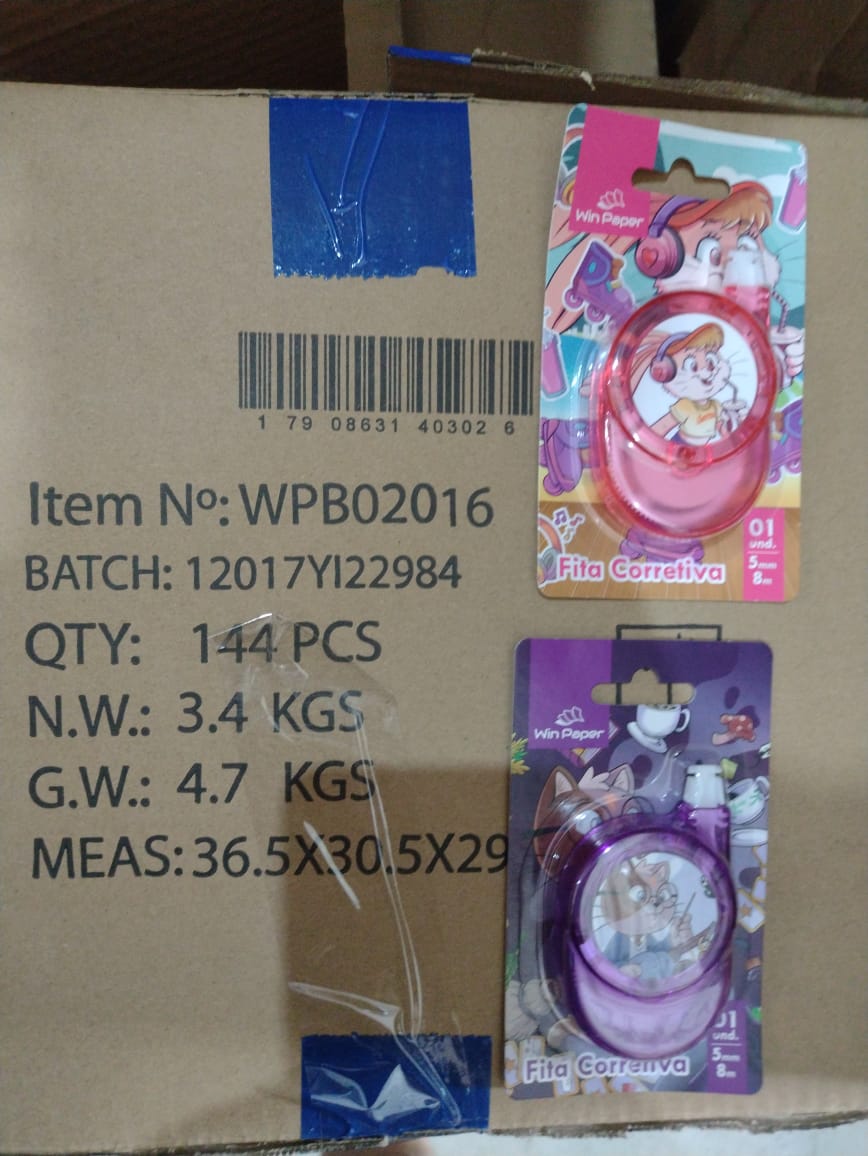 1 79 08631 40302 6
Item Nº: WPB02016
BATCH: 12017YI22984
QTY: 144 PCS
N.W.: 3.4 KGS
G.W.: 4.7 KGS
MEAS: 36.5X30.5X29
Win Paper
Fita Corretiva
01
und.
5mm
8m
Win Paper
Fita Corretiva
01
und.
5mm
8m